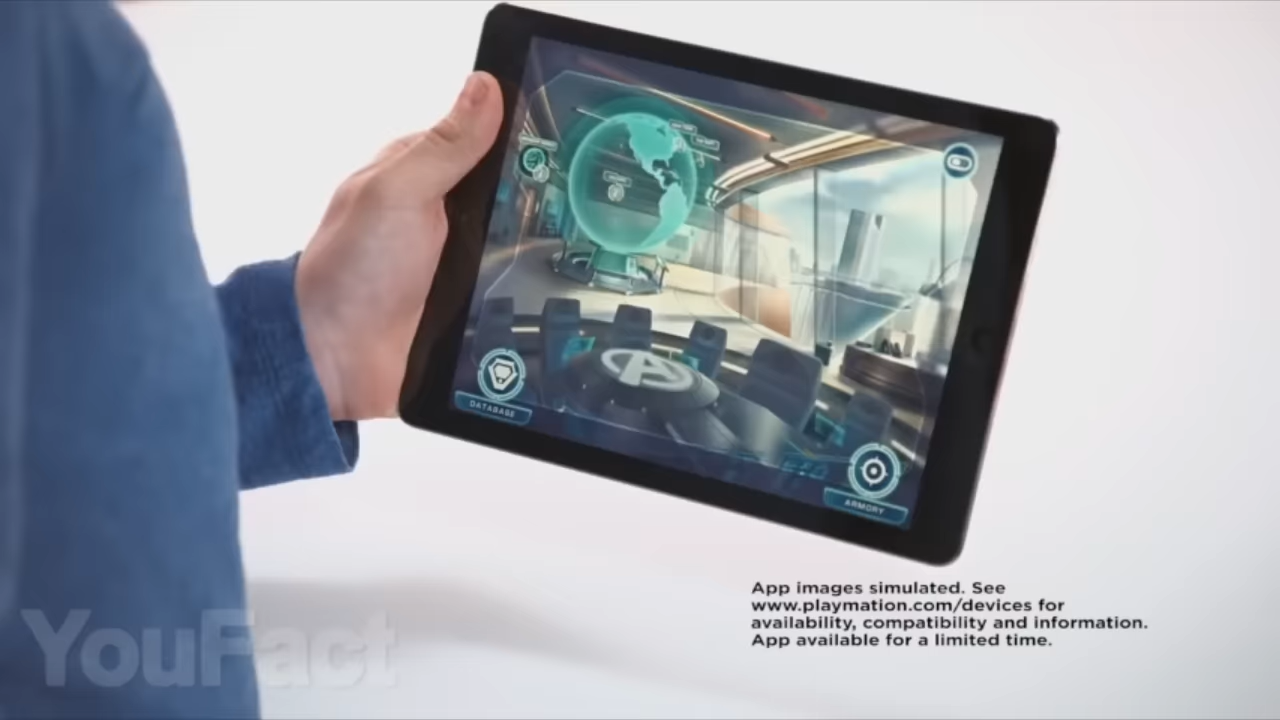 DATABASE
ARMORY
App images simulated. See
www.playmation.com/devices for
availability, compatibility and information.
App available for a limited time.
YouFact